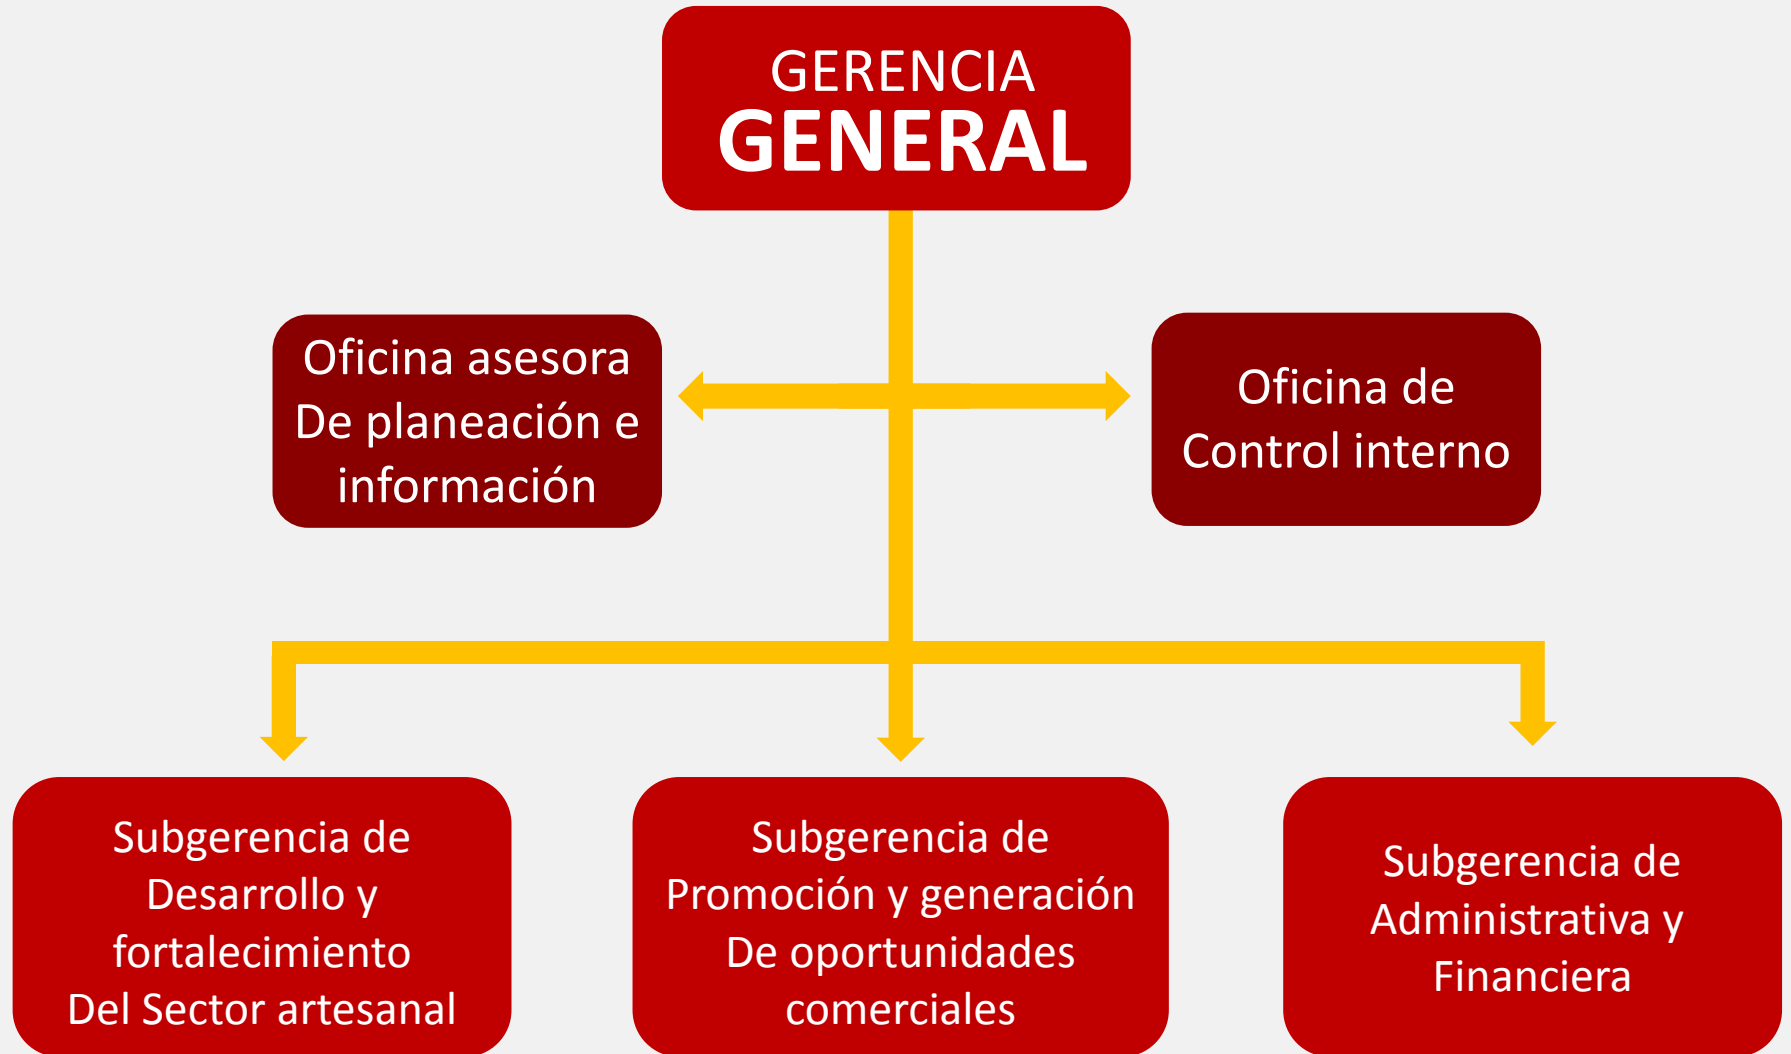 GERENCIA
GENERAL
Oficina asesora
De planeación e
información
Oficina de
Control interno
Subgerencia de
Desarrollo y
fortalecimiento
Del Sector artesanal
Subgerencia de
Promoción y generación
De oportunidades
comerciales
Subgerencia de
Administrativa y
Financiera